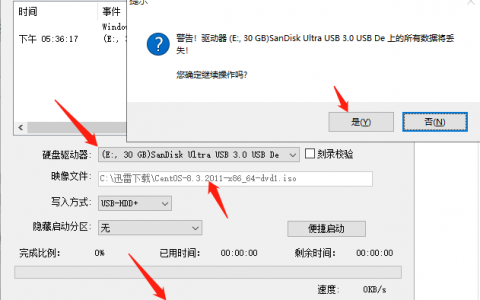 提示
时间 事件
Windows
下午 05:36:17 (E:,
警告！驱动器 (E:, 30 GB)SanDisk Ultra USB 3.0 USB De 上的所有数据将丢
失!
您确定继续操作吗?
是(Y) 否(N)
硬盘驱动器: (E:, 30 GB)SanDisk Ultra USB 3.0 USB De 刻录校验
映像文件: C:\迅雷下载\CentOS-8.3.2011-x86_64-dvd1.iso
写入方式: USB-HDD+
隐藏启动分区: 无 便捷启动
完成比例: 0% 已用时间: 00:00:00 剩余时间: 00:00:00
速度: 0KB/s